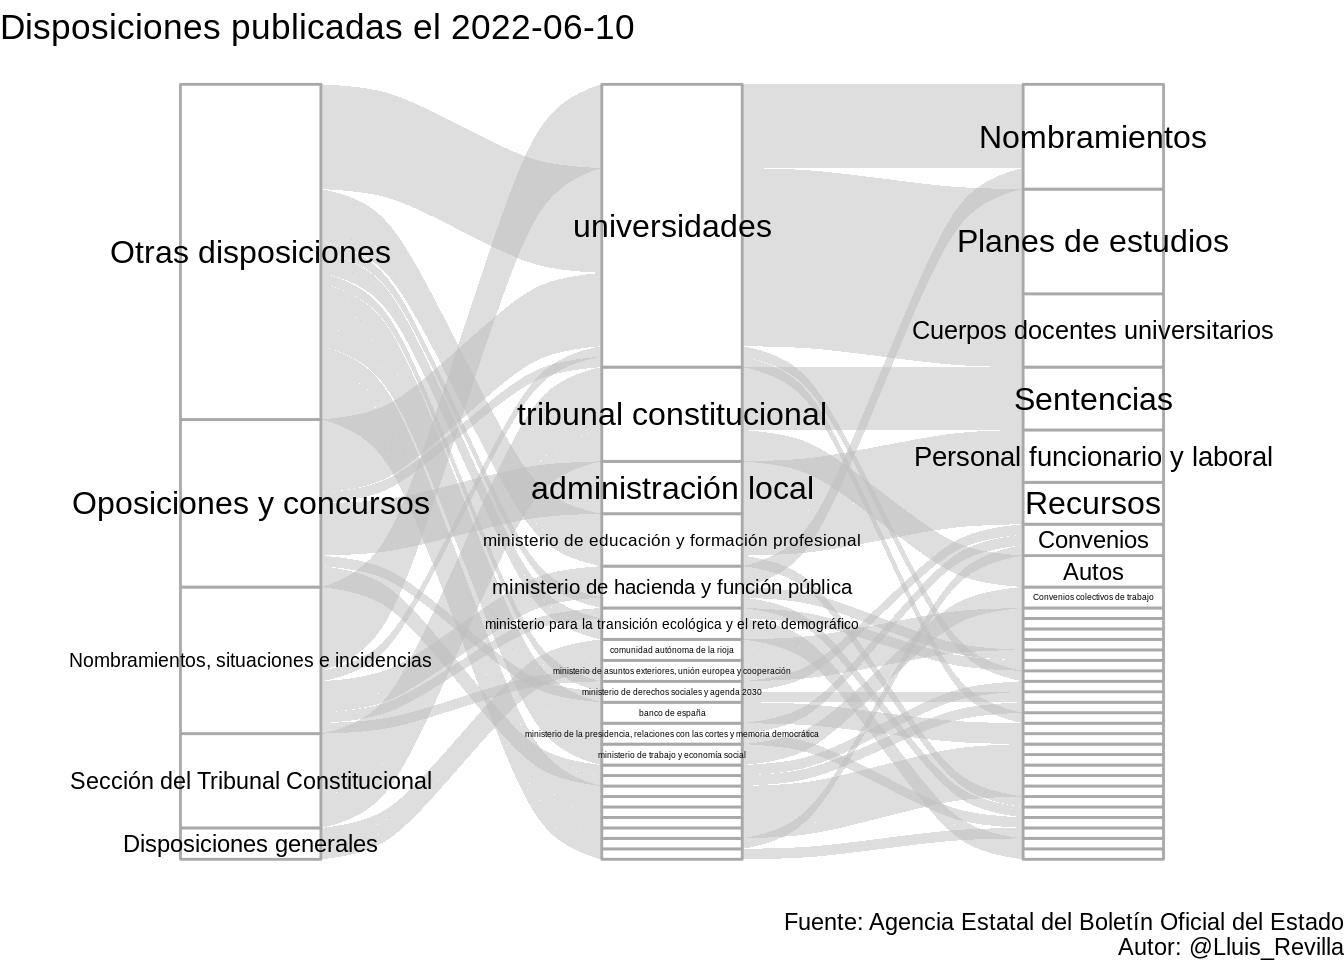 Disposiciones publicadas el 2022-06-10
Otras disposiciones
Oposiciones y concursos
Nombramientos, situaciones e incidencias
Sección del Tribunal Constitucional
Disposiciones generales
universidades
tribunal constitucional
administración local
ministerio de educación y formación profesional
ministerio de hacienda y función pública
ministerio para la transición ecológica y el reto demográfico
comunidad autónoma de la rioja
ministerio de asuntos exteriores, unión europea y cooperación
ministerio de derechos sociales y agenda 2030
banco de españa
ministerio de la presidencia, relaciones con las cortes y memoria democrática
ministerio de trabajo y economía social
Nombramientos
Planes de estudios
Cuerpos docentes universitarios
Sentencias
Personal funcionario y laboral
Recursos
Convenios
Autos
Convenios colectivos de trabajo
Fuente: Agencia Estatal del Boletín Oficial del Estado
Autor: @Lluis_Revilla